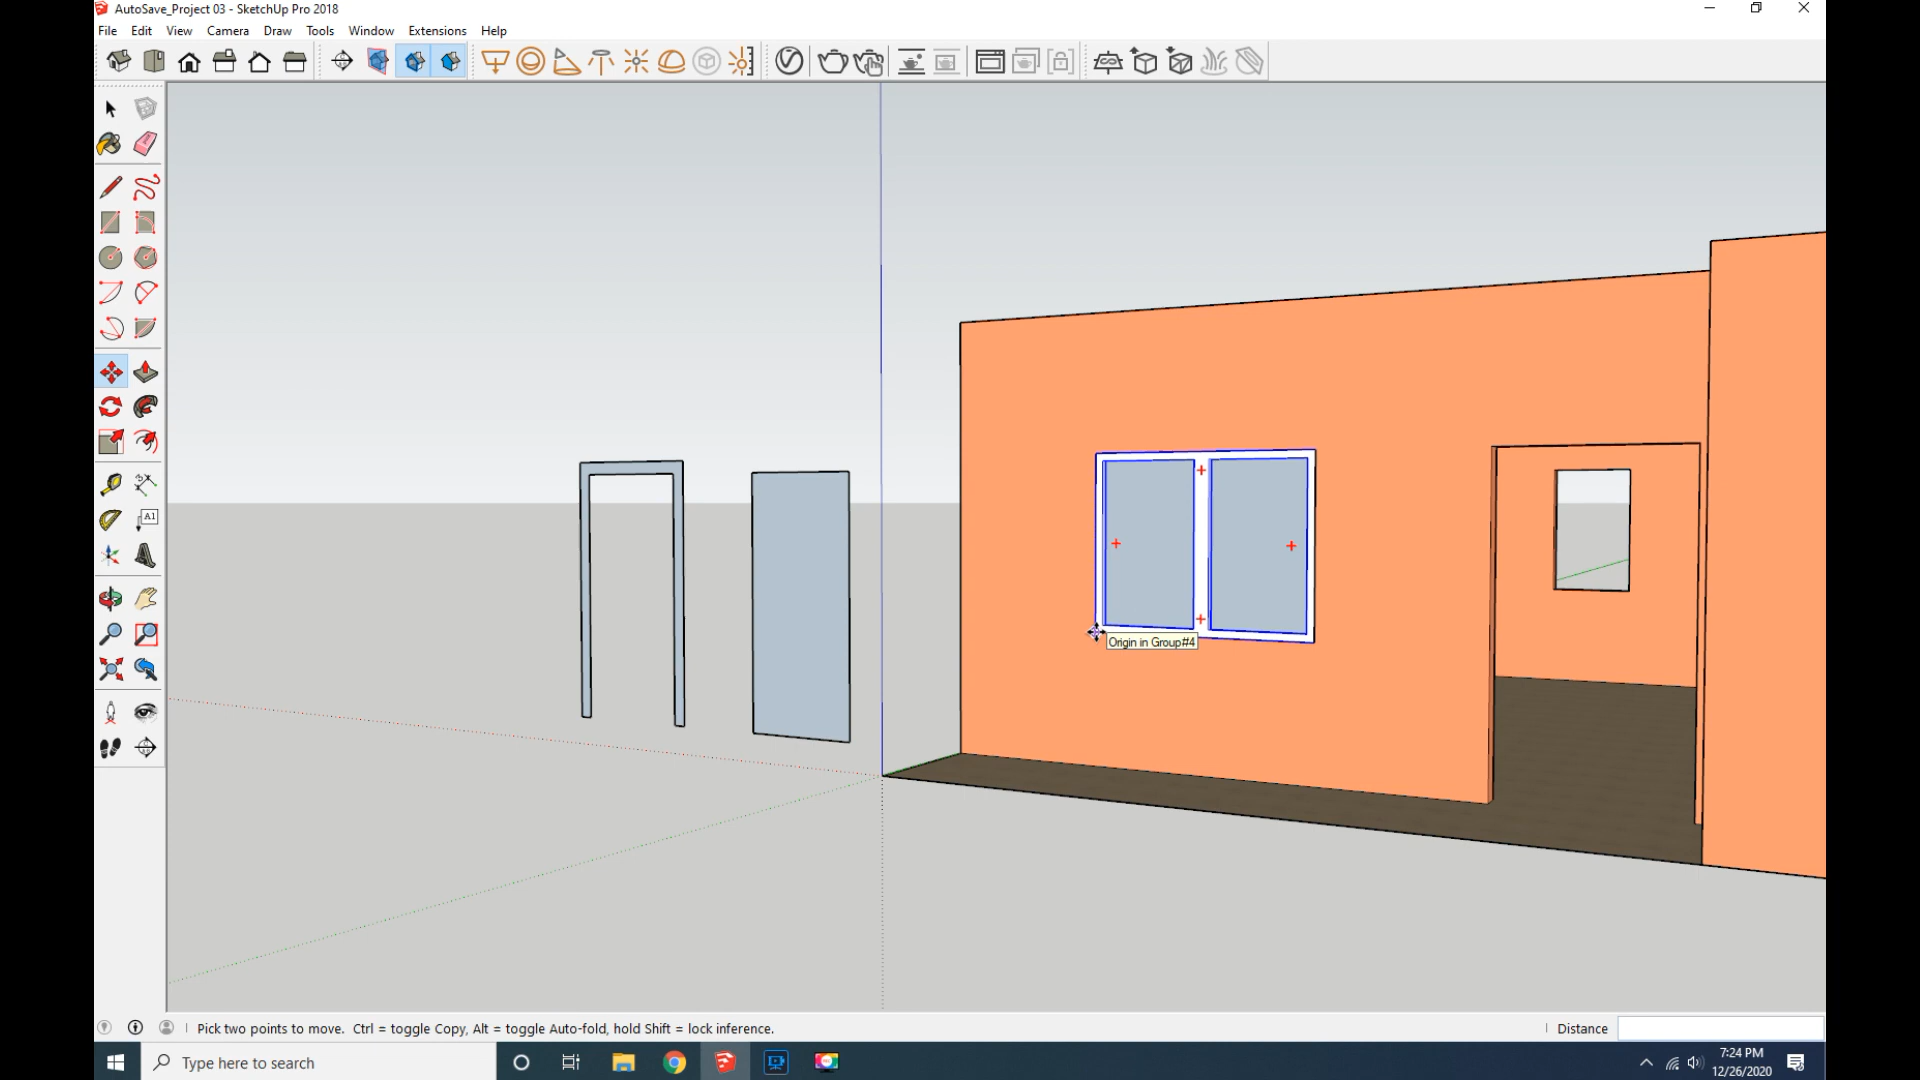 AutoSave_Project 03 - SketchUp Pro 2018
File Edit View Camera Draw Tools Window Extensions Help
A1
Origin in Group#4
Pick two points to move. Ctrl = toggle Copy, Alt = toggle Auto-fold, hold Shift = lock inference.
Distance
Type here to search
7:24 PM
12/26/2020